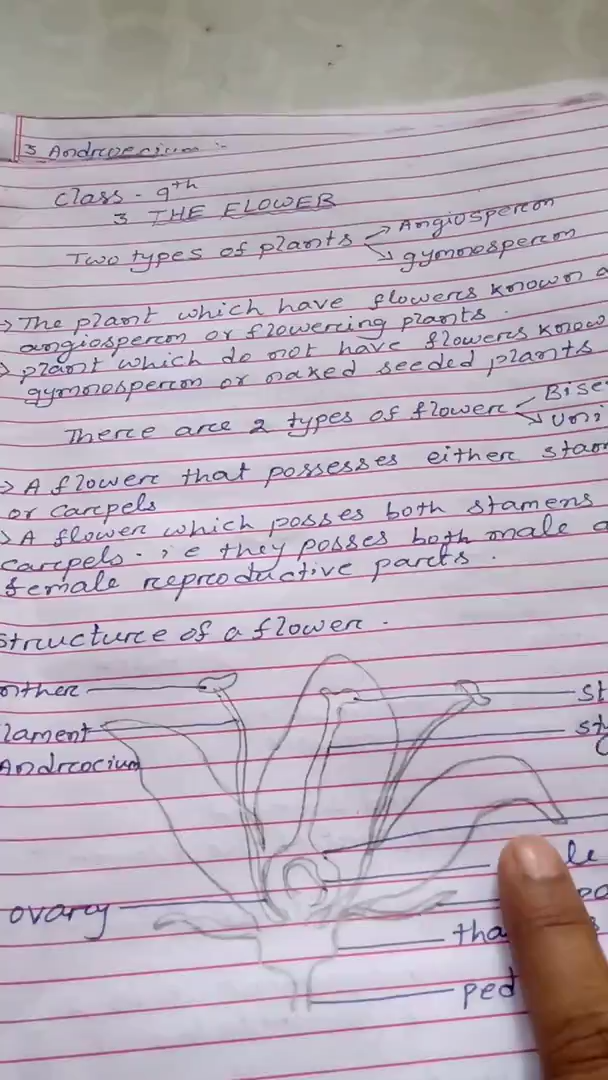 3 Androecium :-
Class - 9th
3 THE FLOWER
Two types of plants → Angiosperm
↘ gymnosperm
→ The plant which have flowers known a
angiosperm or flowering plants.
→ plant which do not have flowers know
gymnosperm or naked seeded plants
There are 2 types of flower → Bise
↘ Uni
→ A flower that possesses either stam
or carpels
→ A flower which posses both stamens
carpels. i.e they posses both male a
female reproductive parts.
structure of a flower.
anther
st
lament
sty
Androcium
ovary
tha
ped